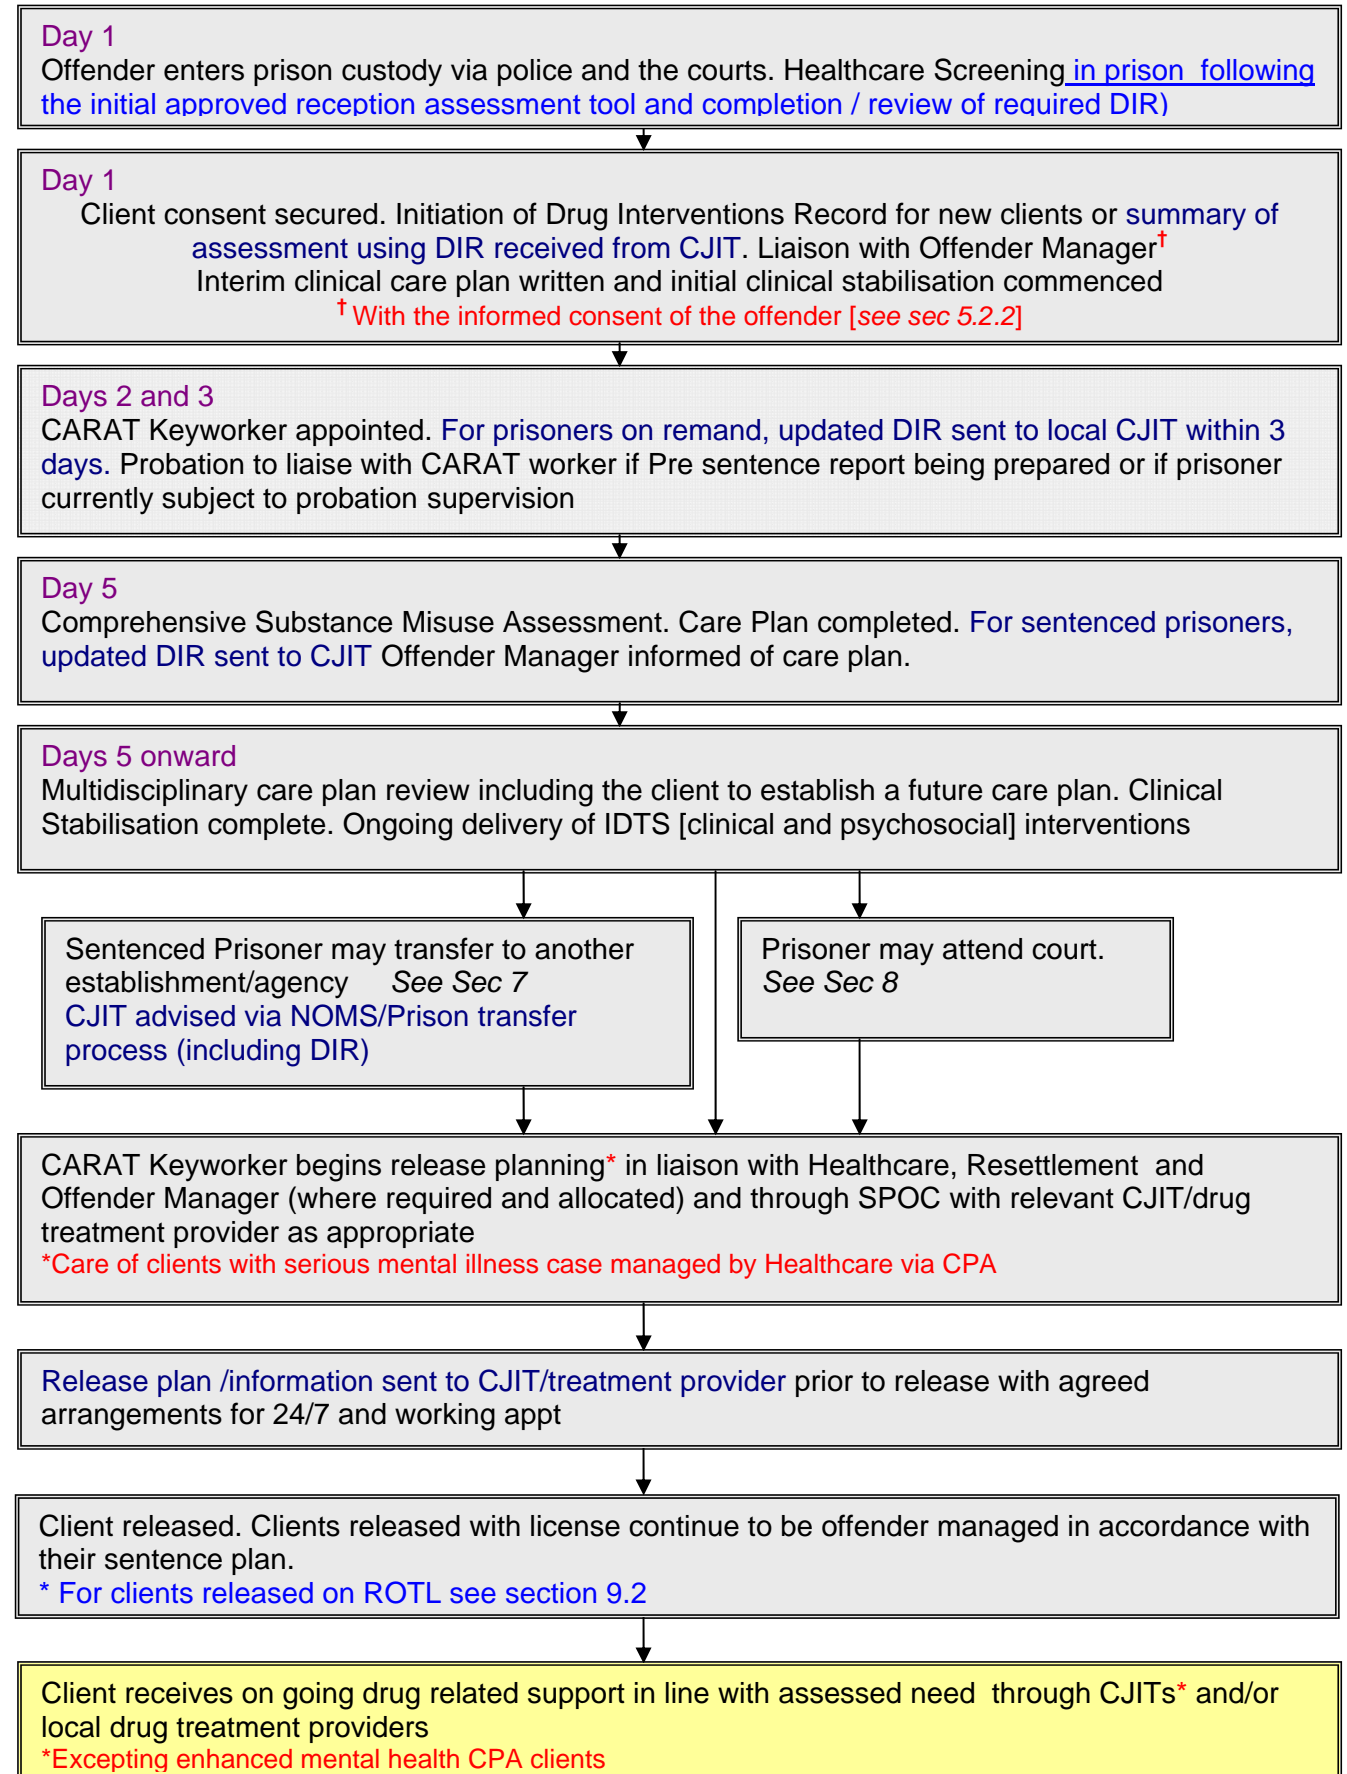 Day 1
Offender enters prison custody via police and the courts. Healthcare Screening in prison  following
the initial approved reception assessment tool and completion / review of required DIR)
Day 1
Client consent secured. Initiation of Drug Interventions Record for new clients or summary of
assessment using DIR received from CJIT. Liaison with Offender Manager†
Interim clinical care plan written and initial clinical stabilisation commenced
† With the informed consent of the offender [see sec 5.2.2]
Days 2 and 3
CARAT Keyworker appointed. For prisoners on remand, updated DIR sent to local CJIT within 3
days. Probation to liaise with CARAT worker if Pre sentence report being prepared or if prisoner
currently subject to probation supervision
Day 5
Comprehensive Substance Misuse Assessment. Care Plan completed. For sentenced prisoners,
updated DIR sent to CJIT Offender Manager informed of care plan.
Days 5 onward
Multidisciplinary care plan review including the client to establish a future care plan. Clinical
Stabilisation complete. Ongoing delivery of IDTS [clinical and psychosocial] interventions
Sentenced Prisoner may transfer to another
establishment/agency    See Sec 7
CJIT advised via NOMS/Prison transfer
process (including DIR)
Prisoner may attend court.
See Sec 8
CARAT Keyworker begins release planning* in liaison with Healthcare, Resettlement  and
Offender Manager (where required and allocated) and through SPOC with relevant CJIT/drug
treatment provider as appropriate
*Care of clients with serious mental illness case managed by Healthcare via CPA
Release plan /information sent to CJIT/treatment provider prior to release with agreed
arrangements for 24/7 and working appt
Client released. Clients released with license continue to be offender managed in accordance with
their sentence plan.
* For clients released on ROTL see section 9.2
Client receives on going drug related support in line with assessed need  through CJITs* and/or
local drug treatment providers
*Excepting enhanced mental health CPA clients